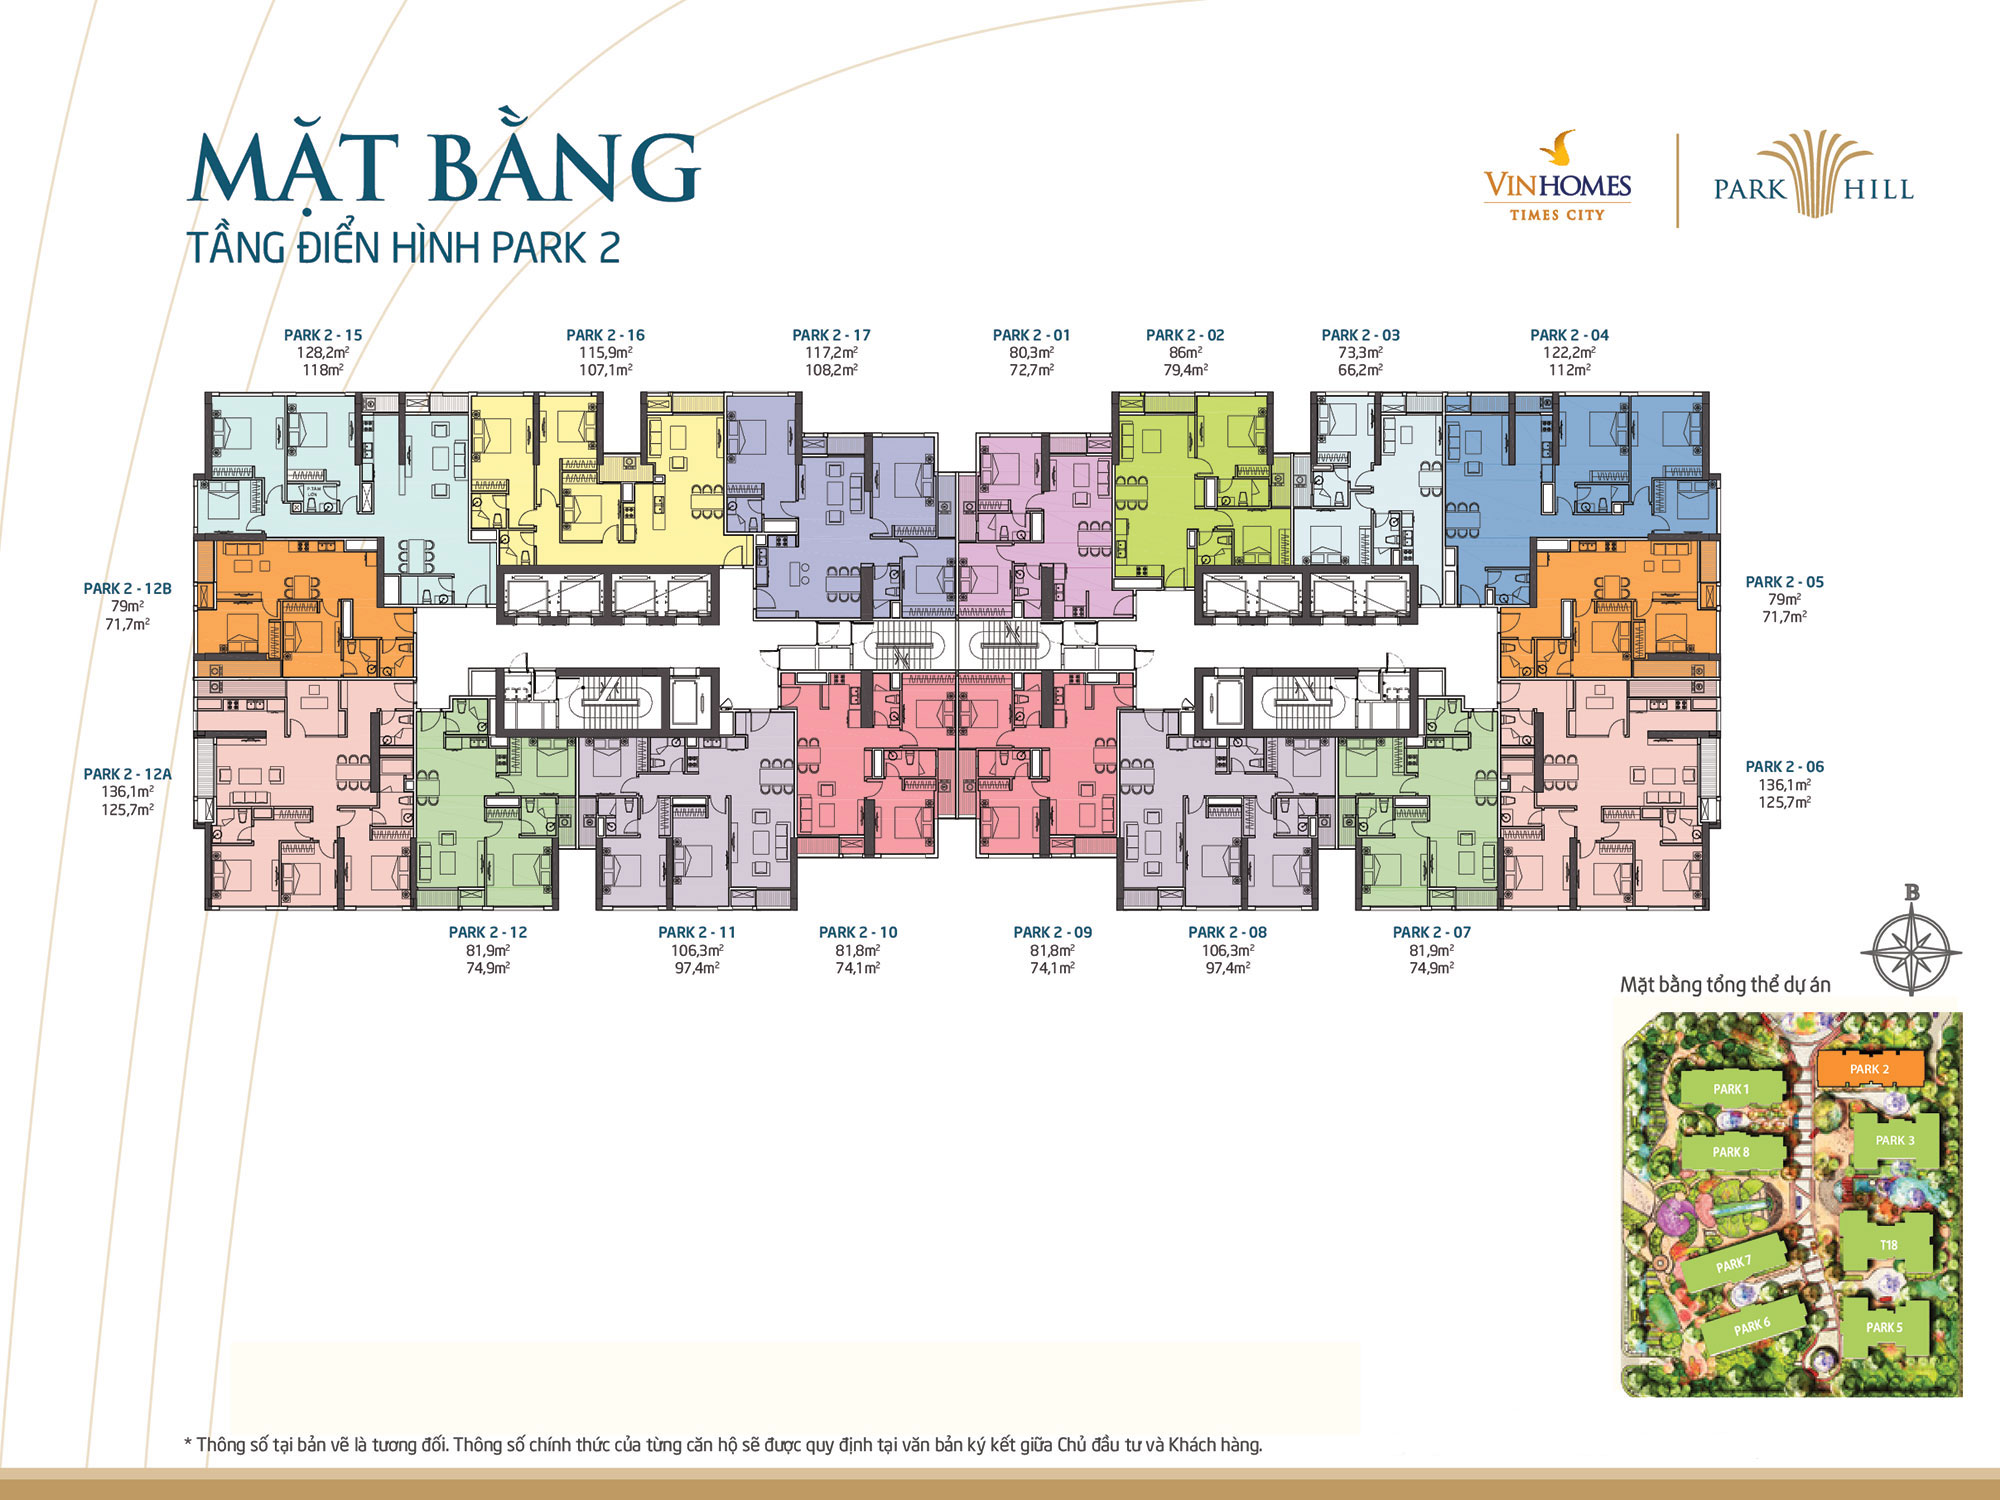 MẶT BẰNG
TẦNG ĐIỂN HÌNH PARK 2
VINHOMES
TIMES CITY
PARK HILL
PARK 2 - 15
128,2m²
118m²
PARK 2 - 16
115,9m²
107,1m²
PARK 2 - 17
117,2m²
108,2m²
PARK 2 - 01
80,3m²
72,7m²
PARK 2 - 02
86m²
79,4m²
PARK 2 - 03
73,3m²
66,2m²
PARK 2 - 04
122,2m²
112m²
P.TẮM
LỚN
PARK 2 - 12B
79m²
71,7m²
PARK 2 - 05
79m²
71,7m²
PARK 2 - 12A
136,1m²
125,7m²
PARK 2 - 06
136,1m²
125,7m²
PARK 2 - 12
81,9m²
74,9m²
PARK 2 - 11
106,3m²
97,4m²
PARK 2 - 10
81,8m²
74,1m²
PARK 2 - 09
81,8m²
74,1m²
PARK 2 - 08
106,3m²
97,4m²
PARK 2 - 07
81,9m²
74,9m²
B
Mặt bằng tổng thể dự án
PARK 2
PARK 1
PARK 3
PARK 8
T18
PARK 7
PARK 6
PARK 5
* Thông số tại bản vẽ là tương đối. Thông số chính thức của từng căn hộ sẽ được quy định tại văn bản ký kết giữa Chủ đầu tư và Khách hàng.